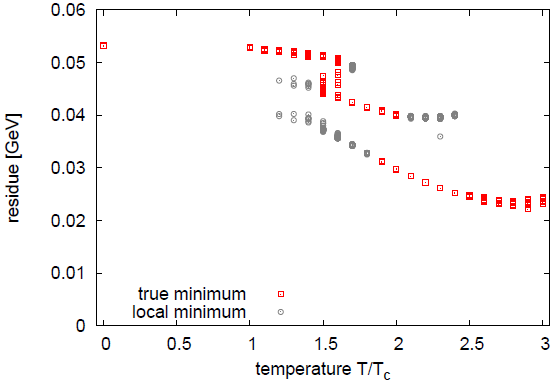 0.06
0.05
0.04
0.03
0.02
0.01
0
residue [GeV]
true minimum
local minimum
0 0.5 1 1.5 2 2.5 3
temperature T/Tc